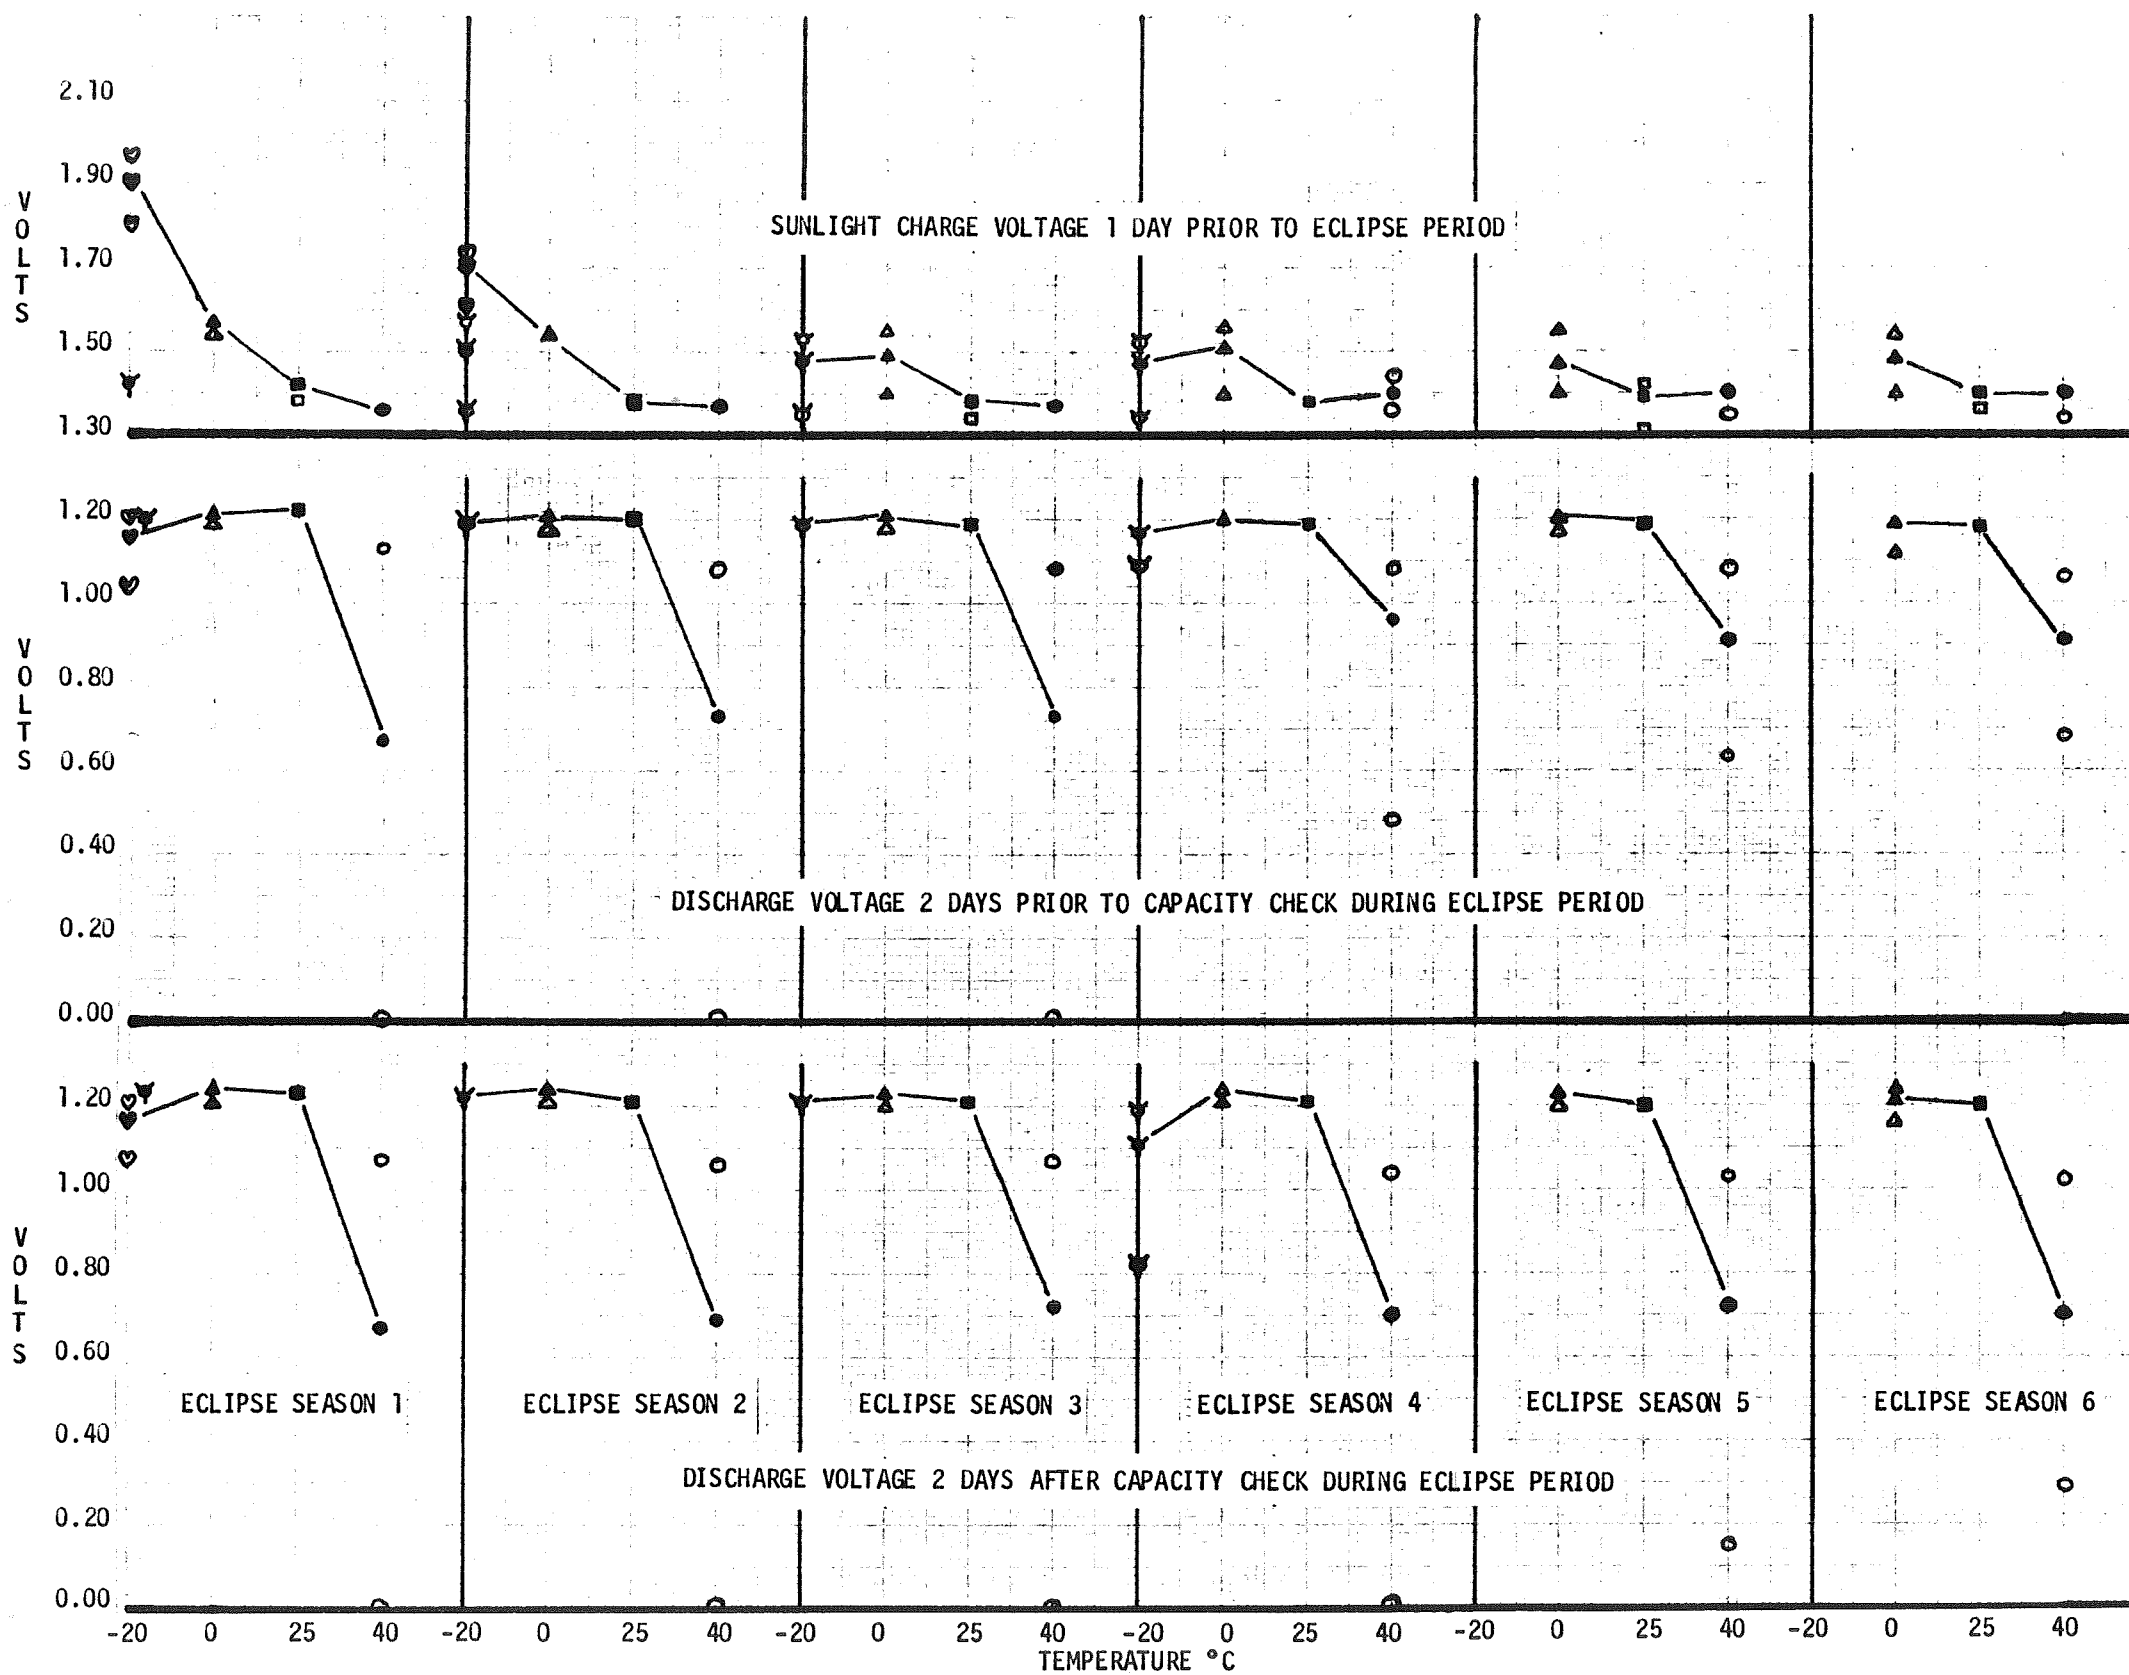 2.10
1.90
1.70
1.50
1.30
VOLTS
SUNLIGHT CHARGE VOLTAGE 1 DAY PRIOR TO ECLIPSE PERIOD
1.20
1.00
0.80
0.60
0.40
0.20
0.00
VOLTS
DISCHARGE VOLTAGE 2 DAYS PRIOR TO CAPACITY CHECK DURING ECLIPSE PERIOD
1.20
1.00
0.80
0.60
0.40
0.20
0.00
VOLTS
ECLIPSE SEASON 1 ECLIPSE SEASON 2 ECLIPSE SEASON 3 ECLIPSE SEASON 4 ECLIPSE SEASON 5 ECLIPSE SEASON 6
DISCHARGE VOLTAGE 2 DAYS AFTER CAPACITY CHECK DURING ECLIPSE PERIOD
-20 0 25 40 -20 0 25 40 -20 0 25 40 -20 0 25 40 -20 0 25 40 -20 0 25 40
TEMPERATURE °C